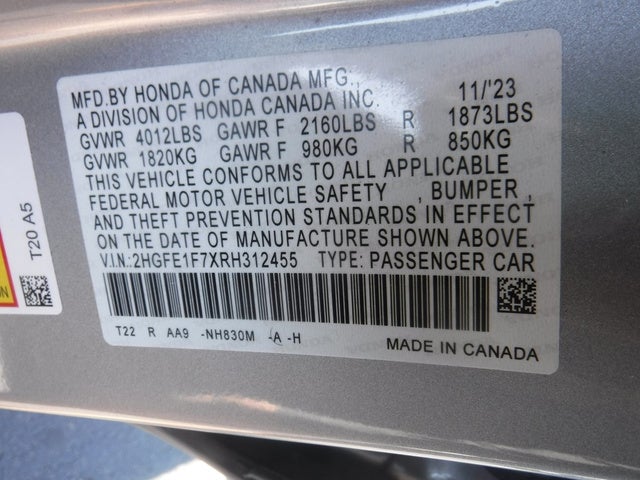 MFD.BY HONDA OF CANADA MFG., 11/'23
A DIVISION OF HONDA CANADA INC.
GVWR 4012LBS GAWR F 2160LBS R 1873LBS
GVWR 1820KG GAWR F 980KG R 850KG
THIS VEHICLE CONFORMS TO ALL APPLICABLE
FEDERAL MOTOR VEHICLE SAFETY , BUMPER ,
AND THEFT PREVENTION STANDARDS IN EFFECT
ON THE DATE OF MANUFACTURE SHOWN ABOVE.
V.I.N.:2HGFE1F7XRH312455 TYPE: PASSENGER CAR
T22 R AA9 -NH830M -A -H
MADE IN CANADA
T20 A5